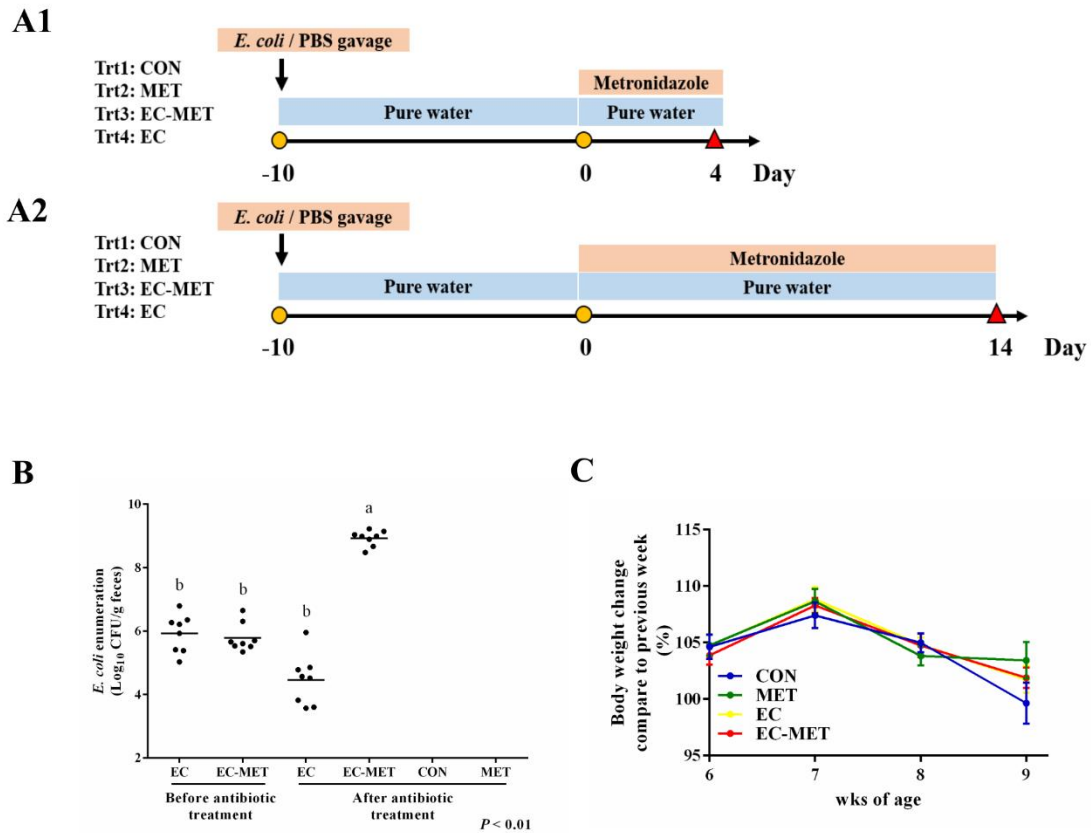 A1
E. coli / PBS gavage
Trt1: CON
Trt2: MET
Trt3: EC-MET
Trt4: EC
Metronidazole
Pure water
Pure water
-10
0
4
Day
A2
E. coli / PBS gavage
Trt1: CON
Trt2: MET
Trt3: EC-MET
Trt4: EC
Metronidazole
Pure water
Pure water
-10
0
14
Day
B
E. coli enumeration
(Log10 CFU/g feces)
10
8
6
4
2
b
b
b
a
EC
EC-MET
EC
EC-MET
CON
MET
Before antibiotic
treatment
After antibiotic
treatment
P < 0.01
C
Body weight change
compare to previous week
(%)
115
110
105
100
95
CON
MET
EC
EC-MET
6
7
8
9
wks of age